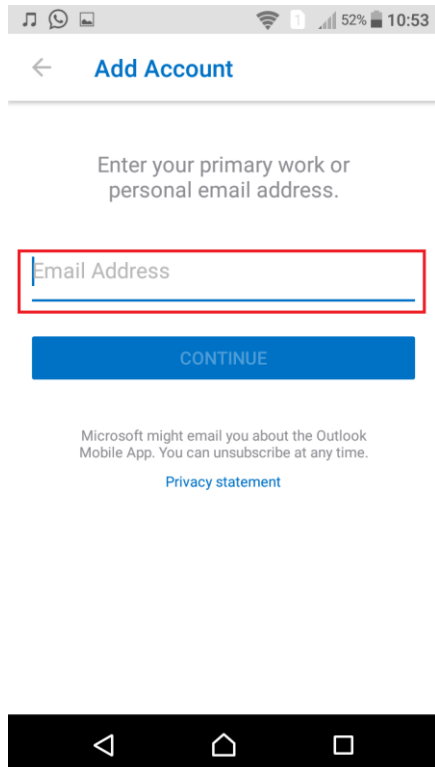 1 52% 10:53
Add Account
Enter your primary work or
personal email address.
Email Address
CONTINUE
Microsoft might email you about the Outlook
Mobile App. You can unsubscribe at any time.
Privacy statement